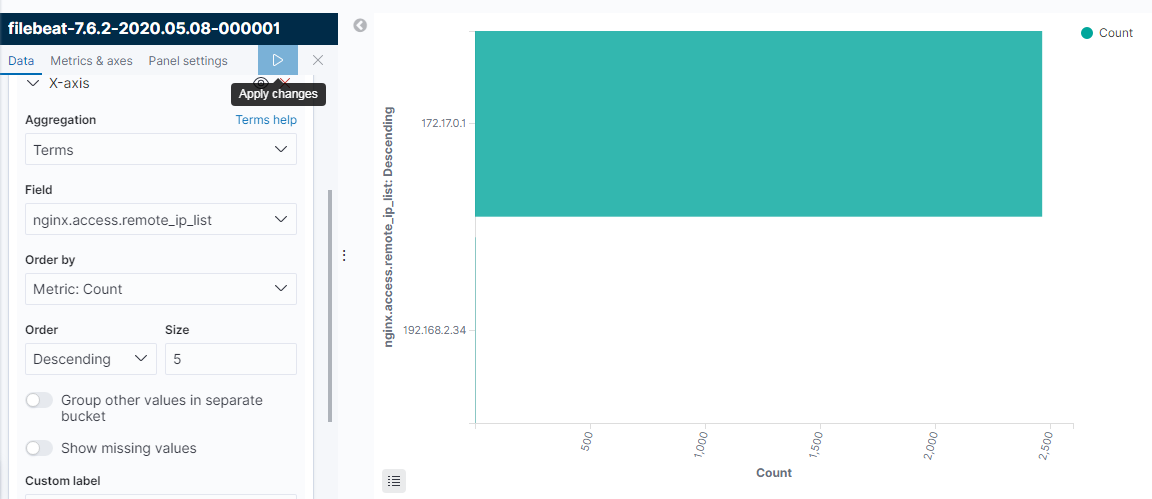 filebeat-7.6.2-2020.05.08-000001
Data Metrics & axes Panel settings
X-axis
Apply changes
Aggregation Terms help
Terms
Field
nginx.access.remote_ip_list
Order by
Metric: Count
Order Size
Descending 5
Group other values in separate
bucket
Show missing values
Custom label
nginx.access.remote_ip_list: Descending
172.17.0.1
192.168.2.34
500 1,000 1,500 2,000 2,500
Count
Count